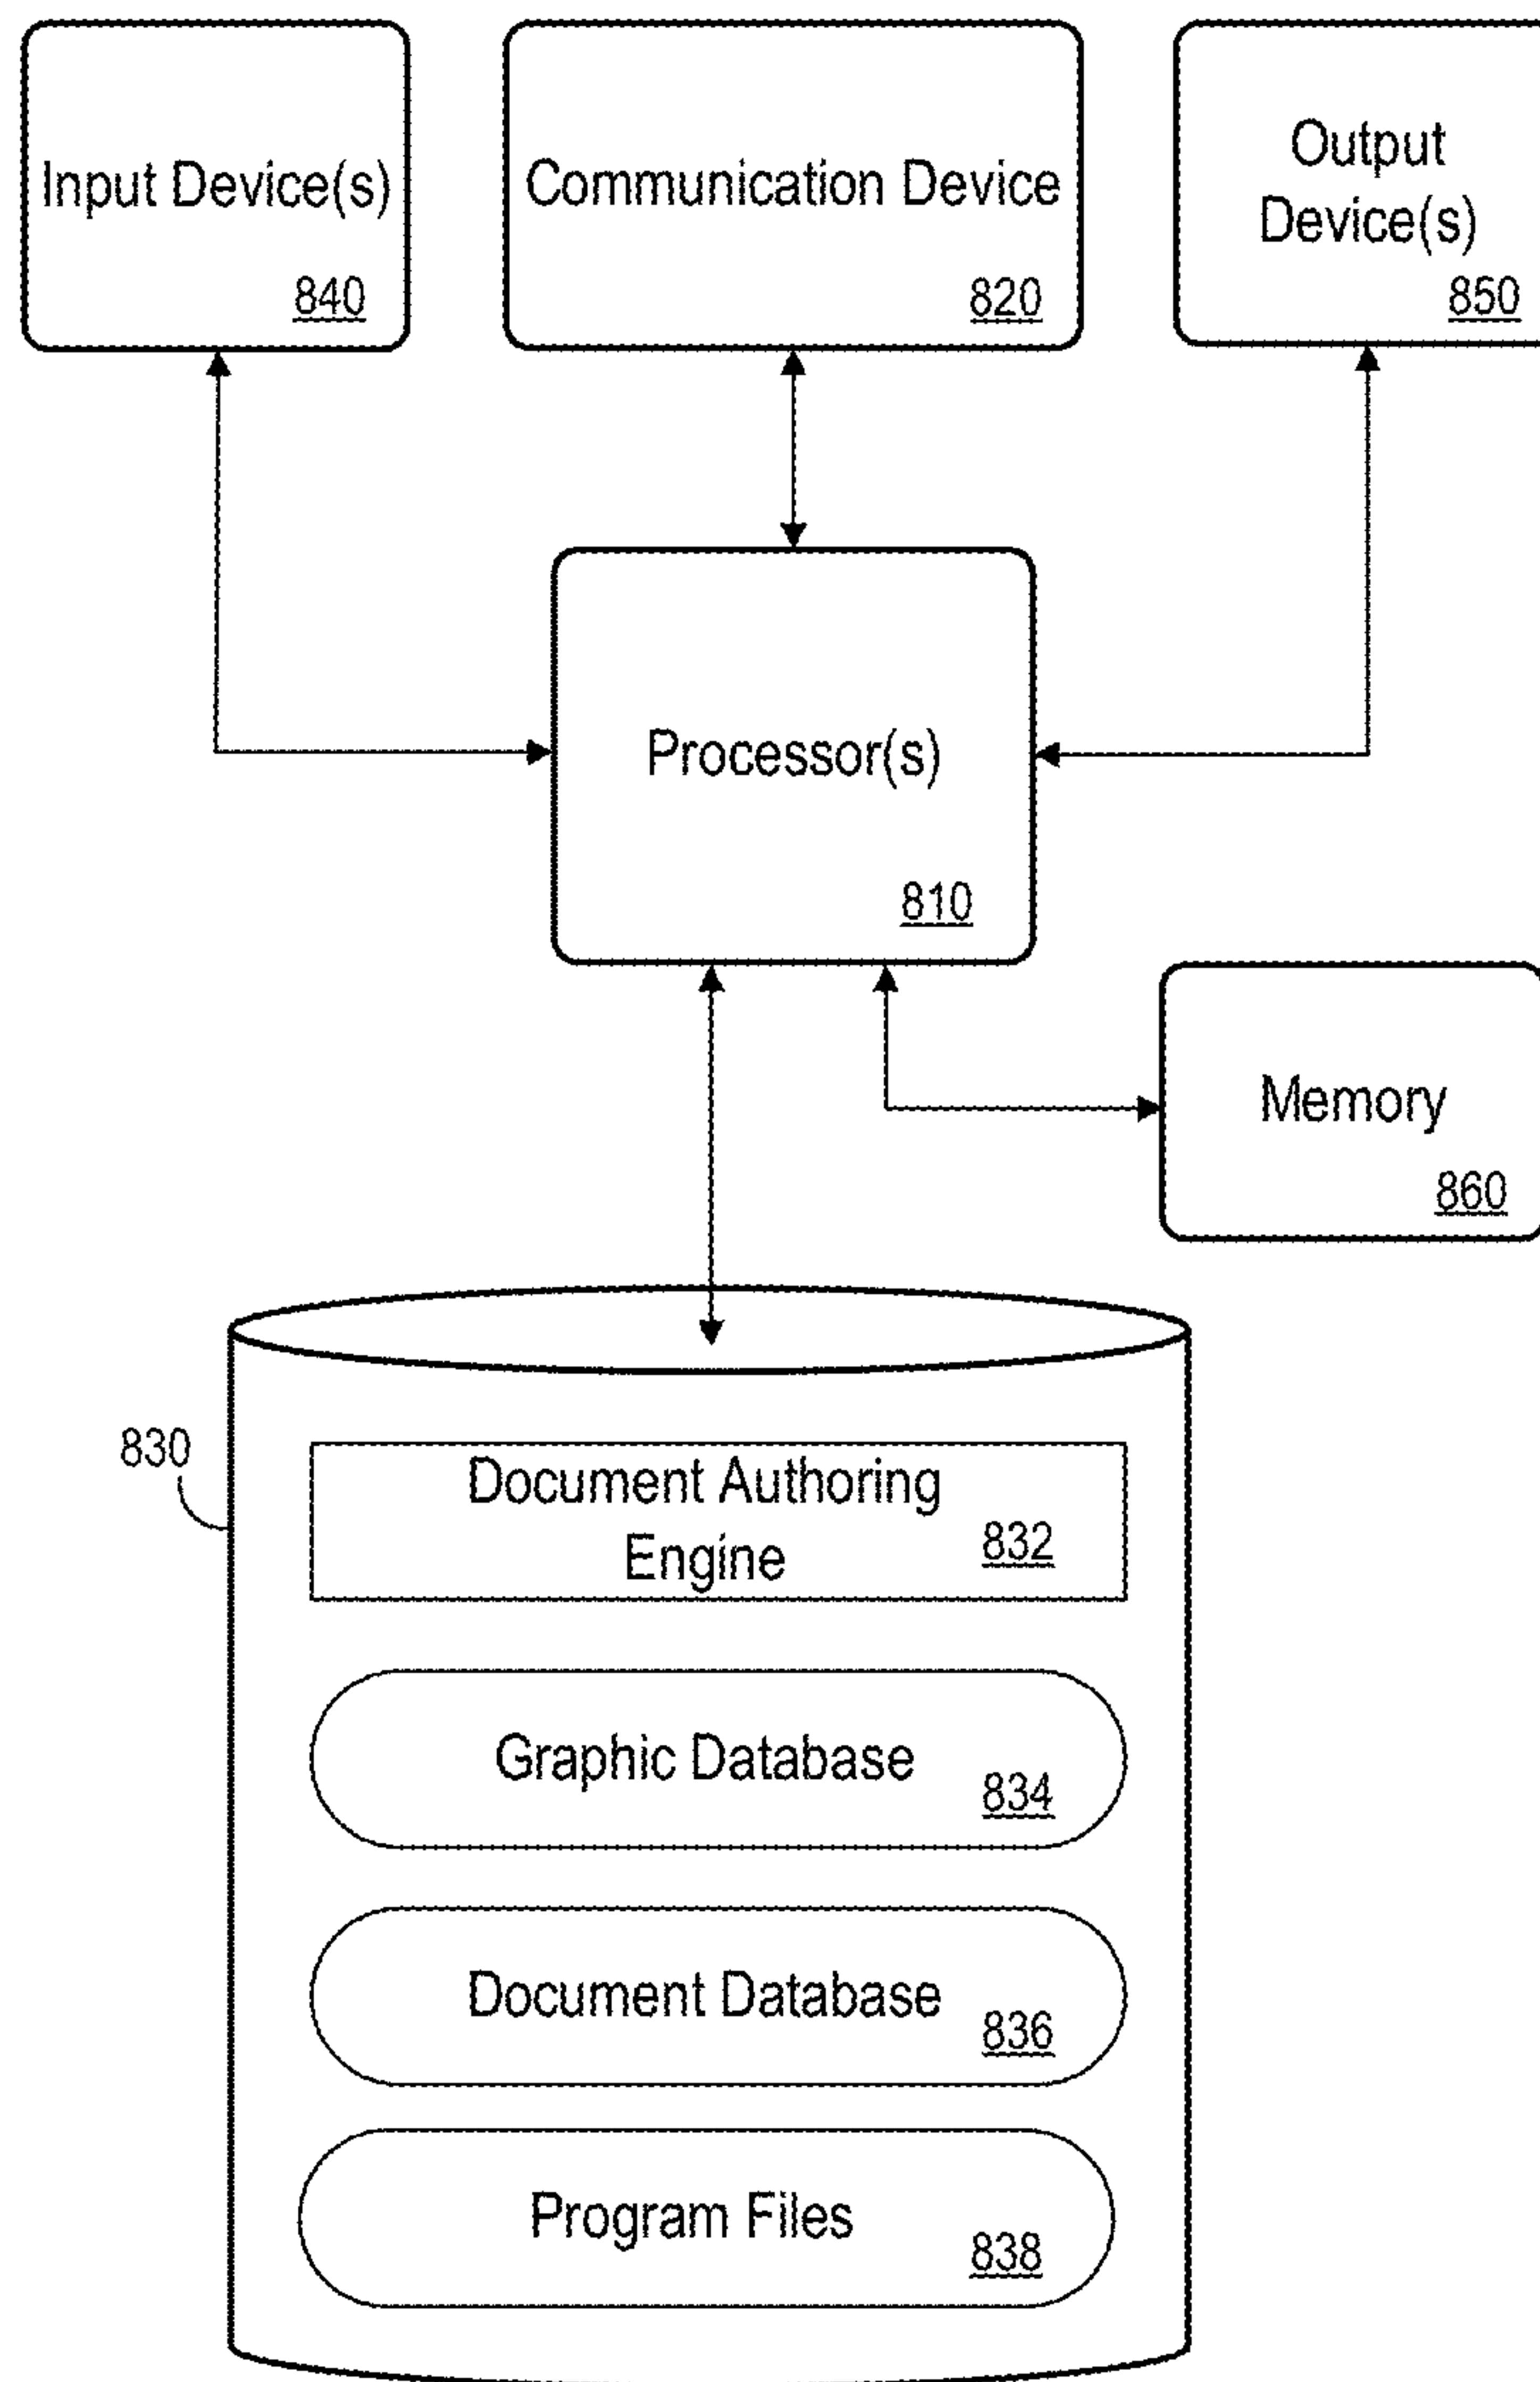 Input Device(s)
840
Communication Device
820
Output
Device(s)
850
Processor(s)
810
Memory
860
830
Document Authoring
Engine
832
Graphic Database
834
Document Database
836
Program Files
838